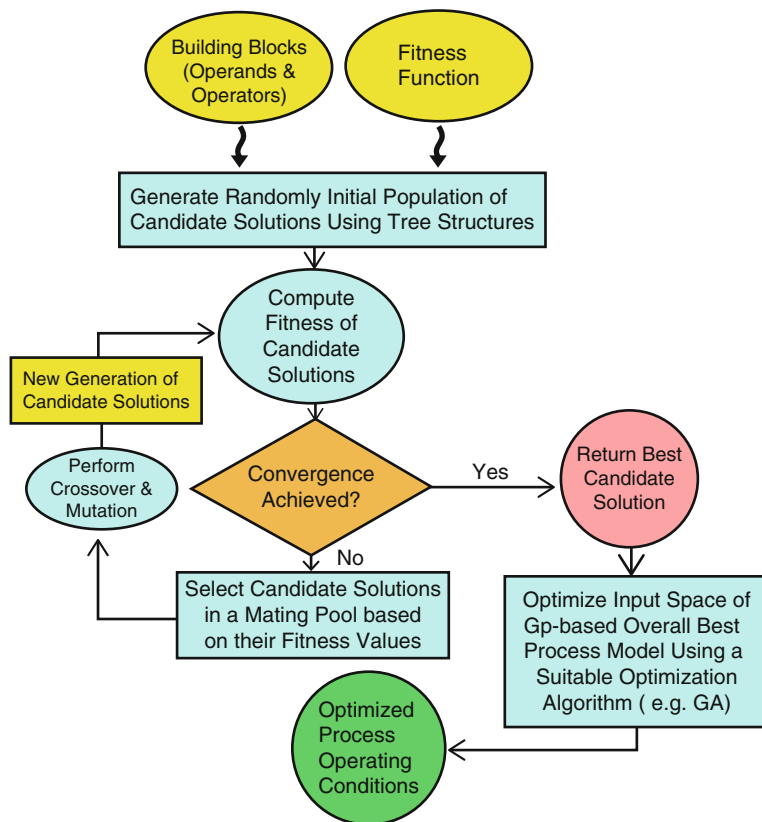 Building Blocks
(Operands &
Operators)
Fitness
Function
Generate Randomly Initial Population of
Candidate Solutions Using Tree Structures
Compute
Fitness of
Candidate
Solutions
New Generation of
Candidate Solutions
Perform
Crossover &
Mutation
Convergence
Achieved?
Yes
Return Best
Candidate
Solution
No
Select Candidate Solutions
in a Mating Pool based
on their Fitness Values
Optimize Input Space of
Gp-based Overall Best
Process Model Using a
Suitable Optimization
Algorithm ( e.g. GA)
Optimized
Process
Operating
Conditions